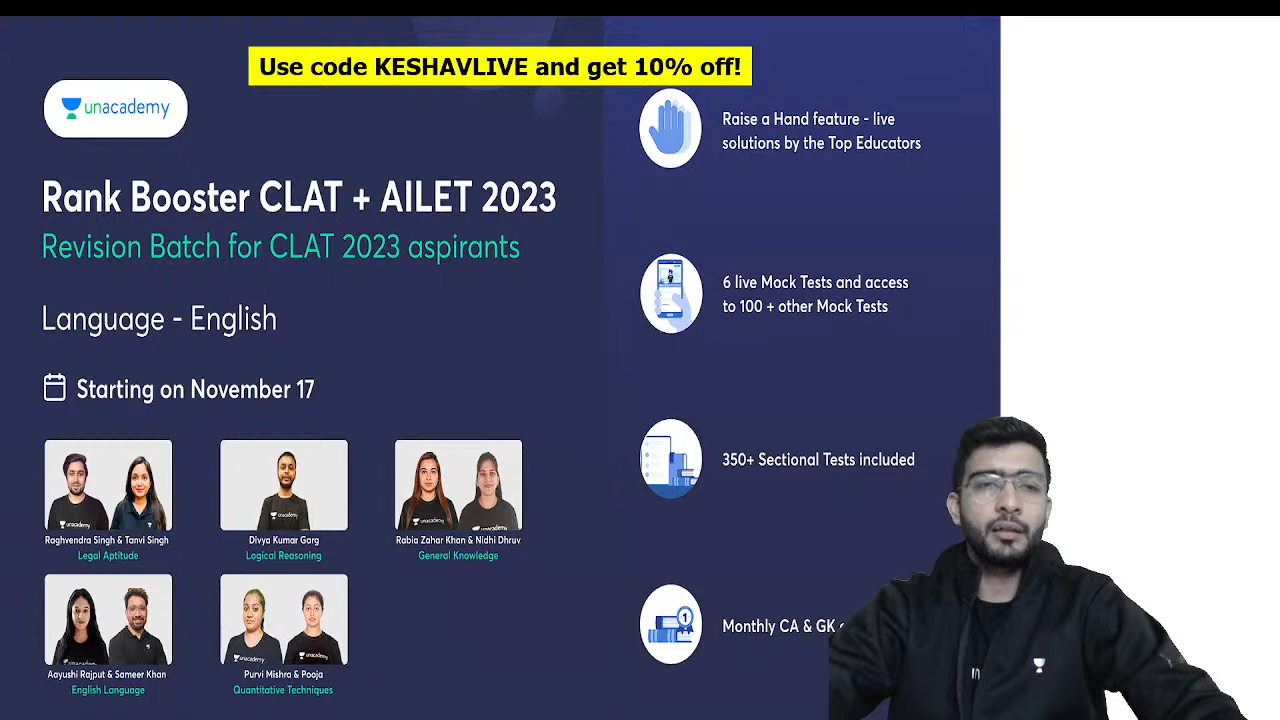 Use code KESHAVLIVE and get 10% off!
unacademy
Rank Booster CLAT + AILET 2023
Revision Batch for CLAT 2023 aspirants
Language - English
Starting on November 17
Raghvendra Singh & Tanvi Singh
Legal Aptitude
Divya Kumar Garg
Logical Reasoning
Rabia Zahar Khan & Nidhi Dhruv
General Knowledge
Aayushi Rajput & Sameer Khan
English Language
Purvi Mishra & Pooja
Quantitative Techniques
Raise a Hand feature - live
solutions by the Top Educators
6 live Mock Tests and access
to 100 + other Mock Tests
350+ Sectional Tests included
1
Monthly CA & GK